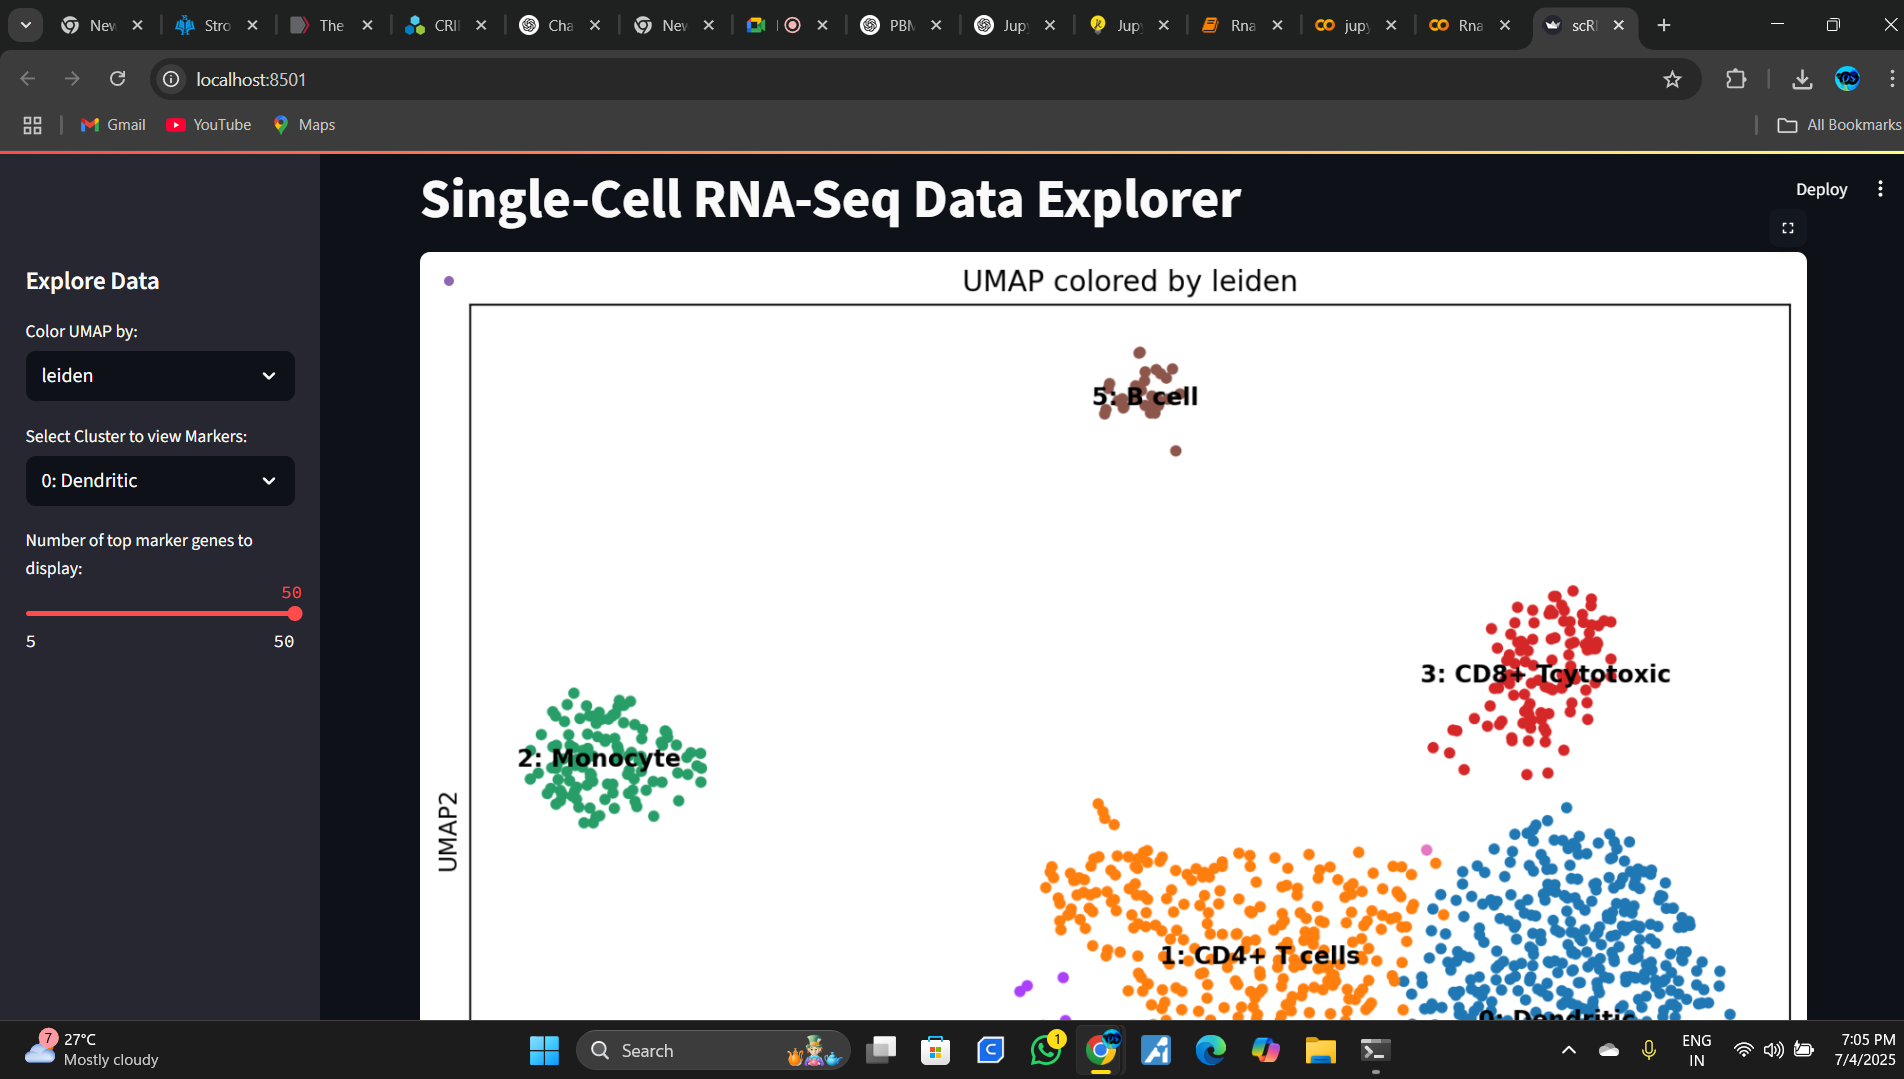 New
Stro
The
CRI
Cha
New
PBM
Jup
Jup
Rna
jup
Rna
scRI
localhost:8501
Gmail
YouTube
Maps
All Bookmarks
Single-Cell RNA-Seq Data Explorer
Deploy
Explore Data
Color UMAP by:
leiden
Select Cluster to view Markers:
0: Dendritic
Number of top marker genes to
display:
50
5
50
UMAP colored by leiden
5: B cell
3: CD8+ Tcytotoxic
2: Monocyte
1: CD4+ T cells
0: Dendritic
UMAP2
7
27°C
Mostly cloudy
Search
1
ENG
IN
7:05 PM
7/4/2025